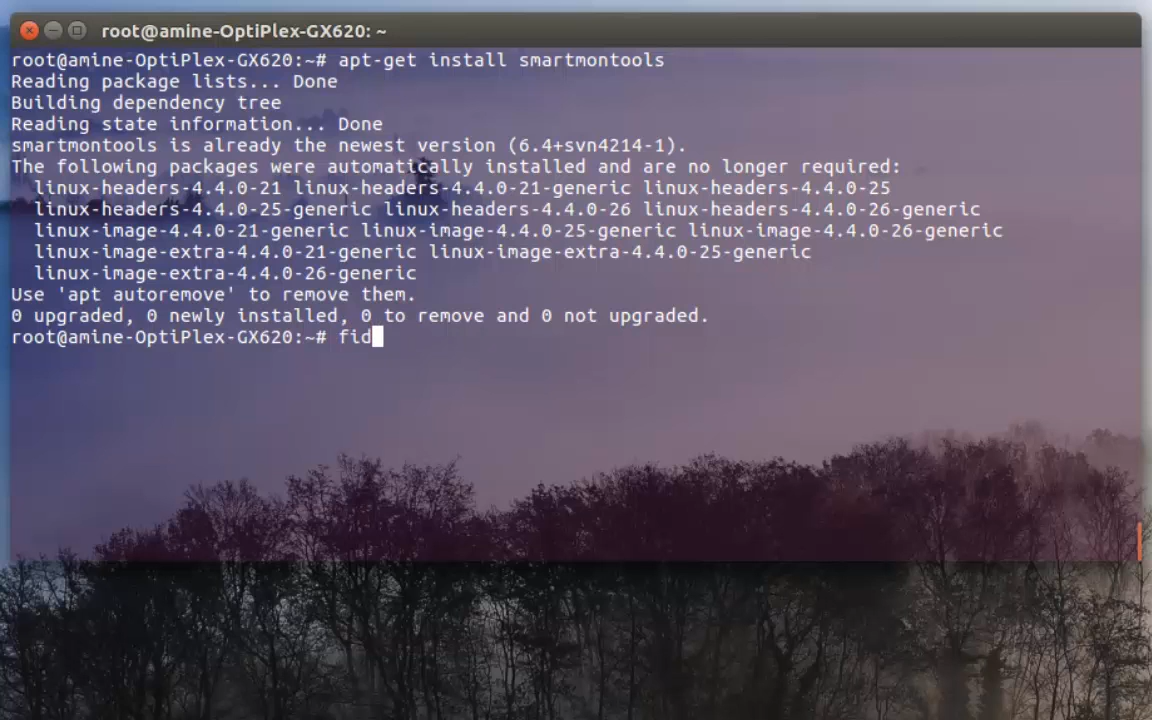 root@amine-OptiPlex-GX620: ~
root@amine-OptiPlex-GX620:~# apt-get install smartmontools
Reading package lists... Done
Building dependency tree
Reading state information... Done
smartmontools is already the newest version (6.4+svn4214-1).
The following packages were automatically installed and are no longer required:
  linux-headers-4.4.0-21 linux-headers-4.4.0-21-generic linux-headers-4.4.0-25
  linux-headers-4.4.0-25-generic linux-headers-4.4.0-26 linux-headers-4.4.0-26-generic
  linux-image-4.4.0-21-generic linux-image-4.4.0-25-generic linux-image-4.4.0-26-generic
  linux-image-extra-4.4.0-21-generic linux-image-extra-4.4.0-25-generic
  linux-image-extra-4.4.0-26-generic
Use 'apt autoremove' to remove them.
0 upgraded, 0 newly installed, 0 to remove and 0 not upgraded.
root@amine-OptiPlex-GX620:~# fid